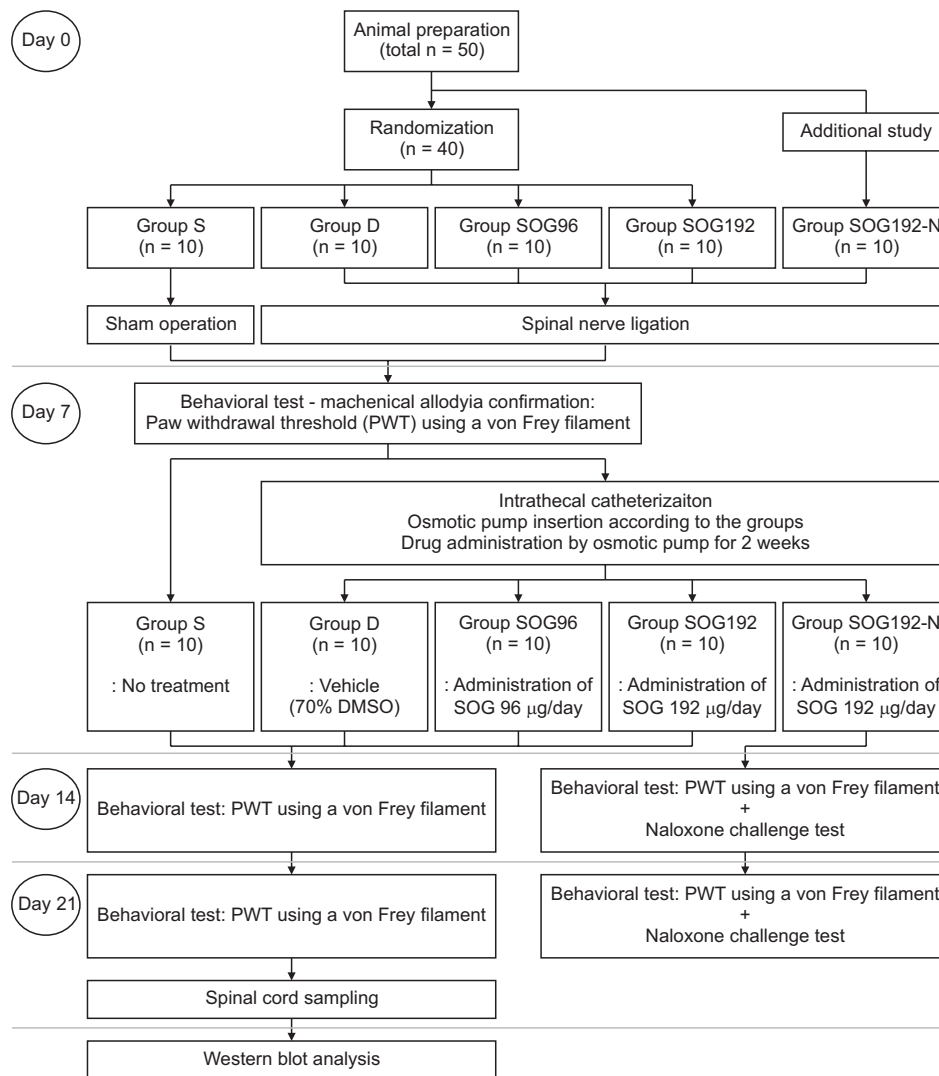 Day 0
Animal preparation
(total n = 50)
Randomization
(n = 40)
Additional study
Group S
(n = 10)
Group D
(n = 10)
Group SOG96
(n = 10)
Group SOG192
(n = 10)
Group SOG192-N
(n = 10)
Sham operation
Spinal nerve ligation
Day 7
Behavioral test - machenical allodyia confirmation:
Paw withdrawal threshold (PWT) using a von Frey filament
Intrathecal catheterizaiton
Osmotic pump insertion according to the groups
Drug administration by osmotic pump for 2 weeks
Group S
(n = 10)
: No treatment
Group D
(n = 10)
: Vehicle
(70% DMSO)
Group SOG96
(n = 10)
: Administration of
SOG 96 μg/day
Group SOG192
(n = 10)
: Administration of
SOG 192 μg/day
Group SOG192-N
(n = 10)
: Administration of
SOG 192 μg/day
Day 14
Behavioral test: PWT using a von Frey filament
Behavioral test: PWT using a von Frey filament
+
Naloxone challenge test
Day 21
Behavioral test: PWT using a von Frey filament
Behavioral test: PWT using a von Frey filament
+
Naloxone challenge test
Spinal cord sampling
Western blot analysis